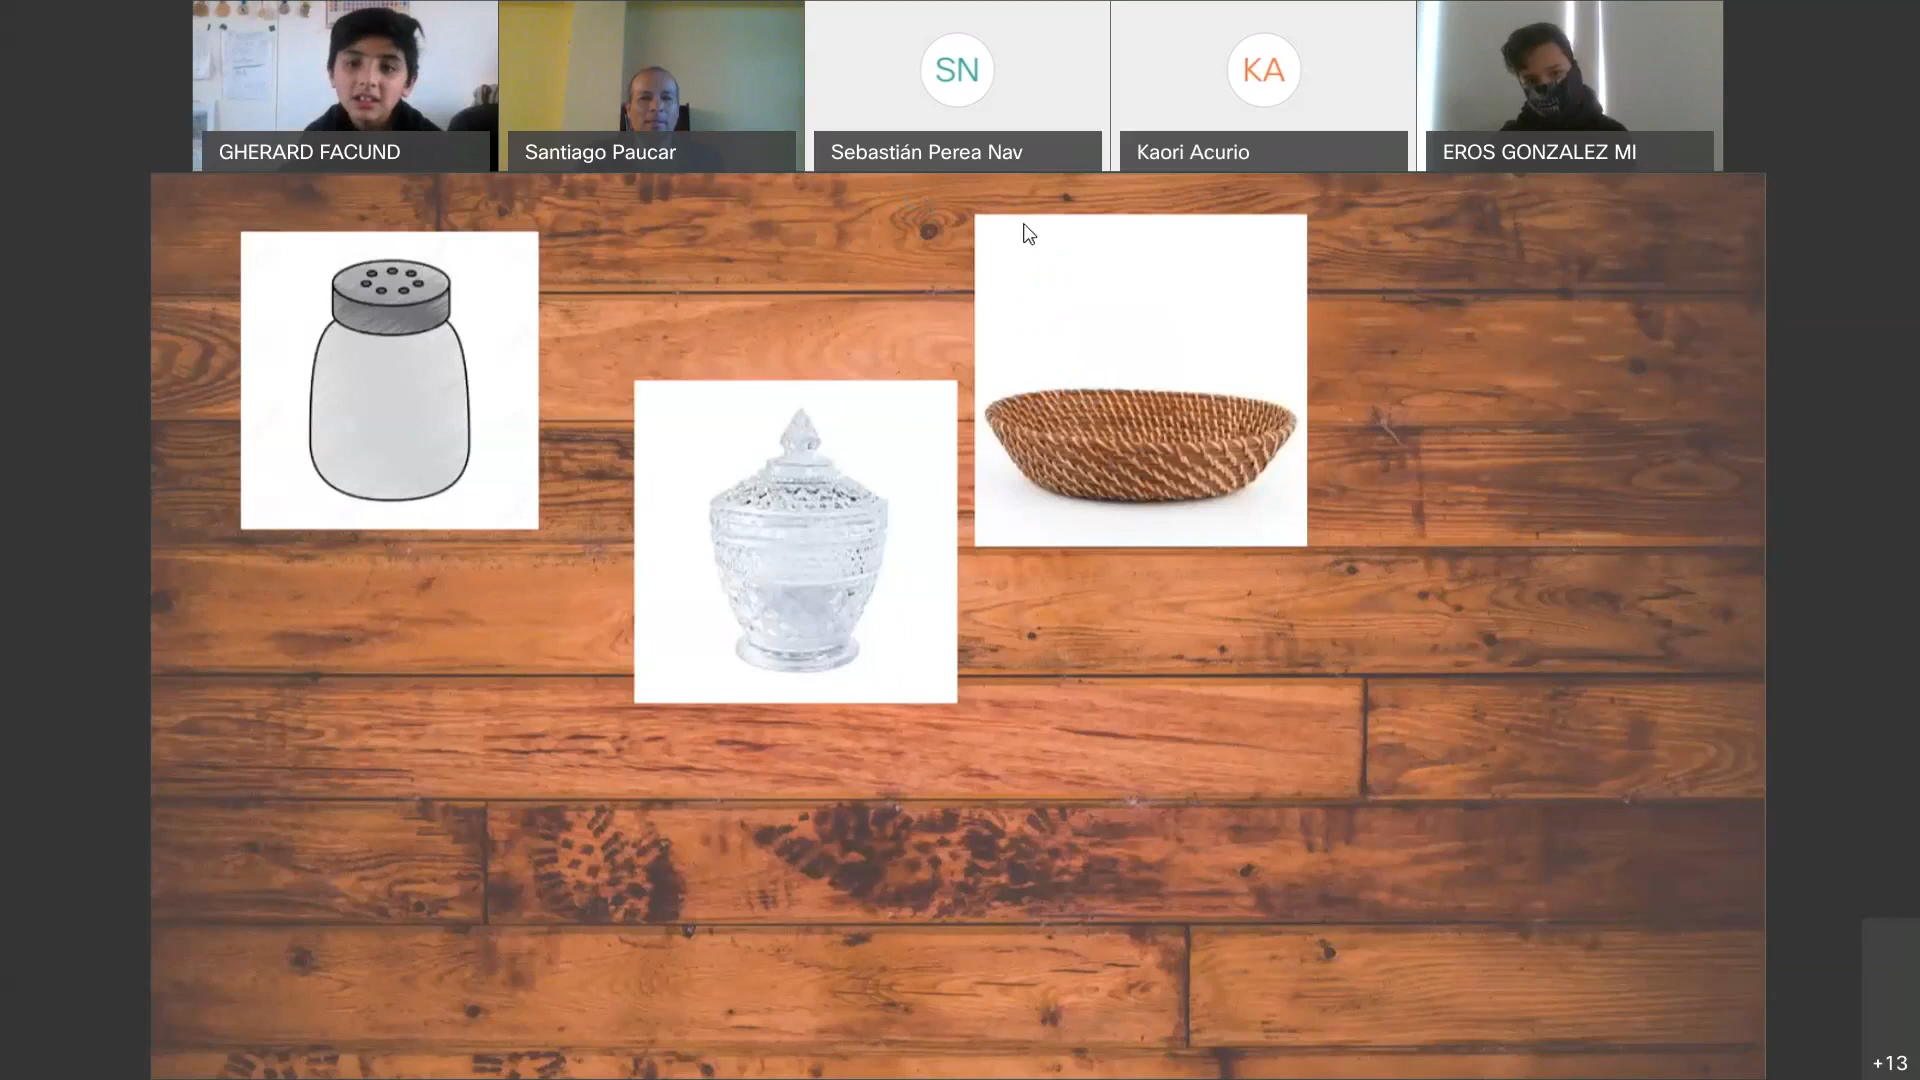 GHERARD FACUND
Santiago Paucar
SN
Sebastián Perea Nav
KA
Kaori Acurio
EROS GONZALEZ MI
+13